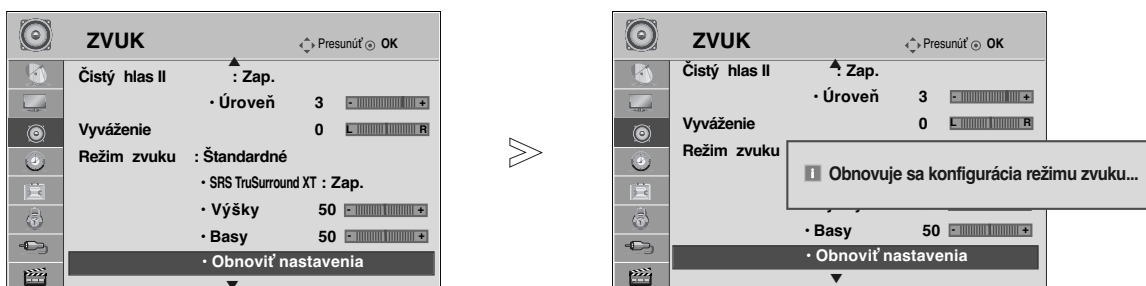 ZVUK
Presunúť OK
Čistý hlas II : Zap.
• Úroveň 3 - +
Vyváženie 0 L R
Režim zvuku : Štandardné
• SRS TruSurround XT : Zap.
• Výšky 50 - +
• Basy 50 - +
• Obnoviť nastavenia
>
ZVUK
Presunúť OK
Čistý hlas II : Zap.
• Úroveň 3 - +
Vyváženie 0 L R
Režim zvuku
i Obnovuje sa konfigurácia režimu zvuku...
• Basy 50 - +
• Obnoviť nastavenia